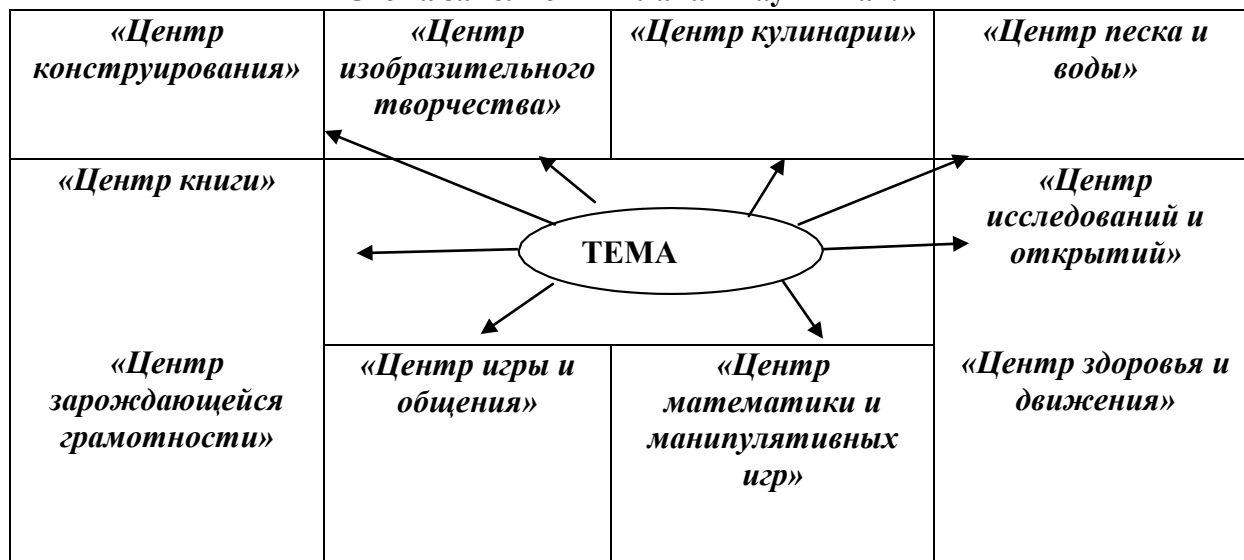 «Центр
конструирования»
«Центр
изобразительного
творчества»
«Центр кулинарии»
«Центр песка и
воды»
«Центр книги»
ТЕМА
«Центр
исследований и
открытий»
«Центр
зарождающейся
грамотности»
«Центр игры и
общения»
«Центр
математики и
манипулятивных
игр»
«Центр здоровья и
движения»